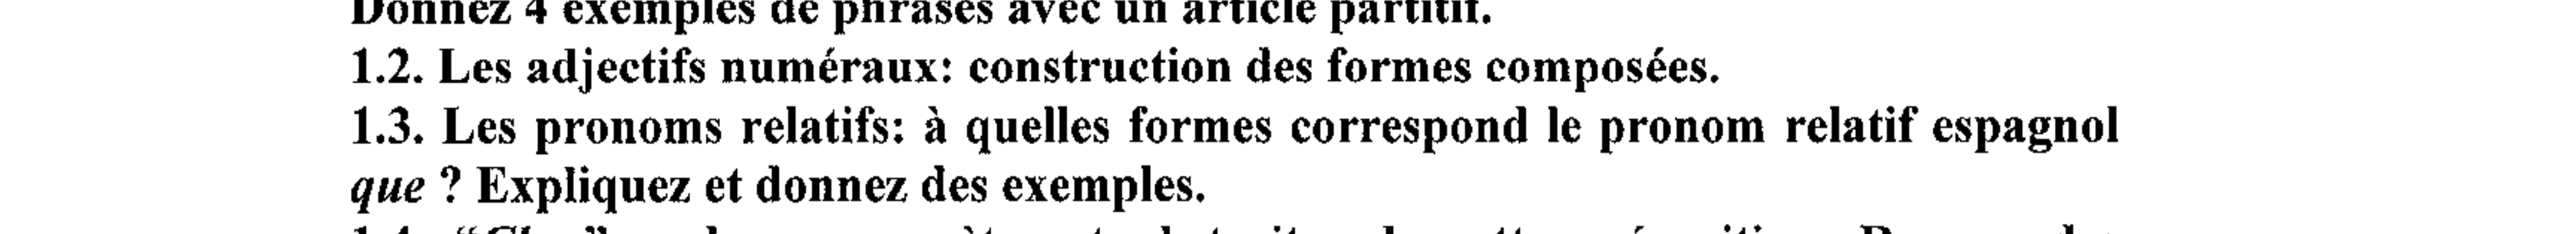 Donnez 4 exemples de phrases avec un article partitif.
1.2. Les adjectifs numéraux: construction des formes composées.
1.3. Les pronoms relatifs: à quelles formes correspond le pronom relatif espagnol
que ? Expliquez et donnez des exemples.